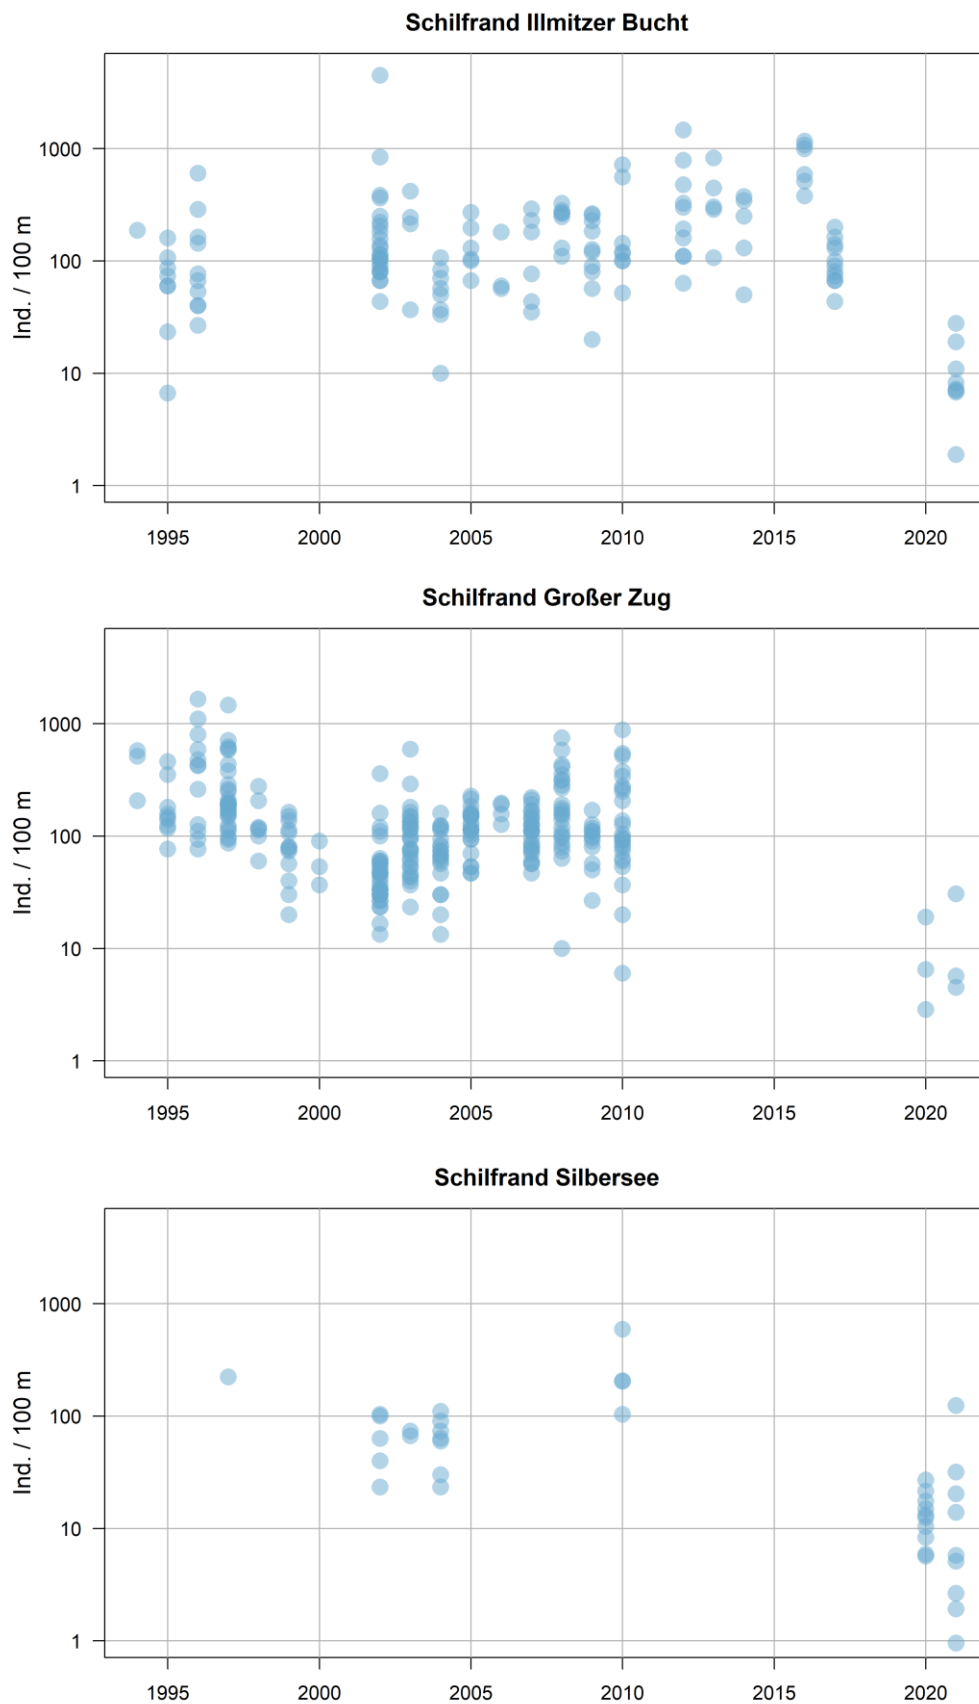 Schilfrand Illmitzer Bucht
Ind. / 100 m
1000
100
10
1
1995 2000 2005 2010 2015 2020
Schilfrand Großer Zug
Ind. / 100 m
1000
100
10
1
1995 2000 2005 2010 2015 2020
Schilfrand Silbersee
Ind. / 100 m
1000
100
10
1
1995 2000 2005 2010 2015 2020